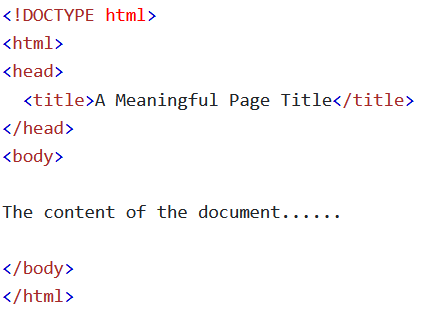 <!DOCTYPE html>
<html>
<head>
  <title>A Meaningful Page Title</title>
</head>
<body>

The content of the document......

</body>
</html>